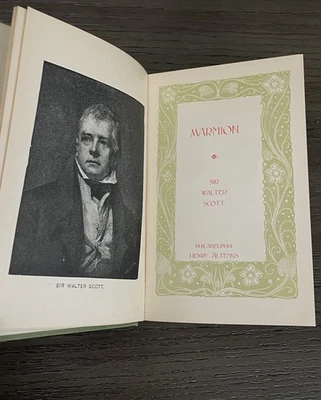 SIR WALTER SCOTT.
MARMION
SIR
WALTER
SCOTT
PHILADELPHIA
HENRY ALTEMUS